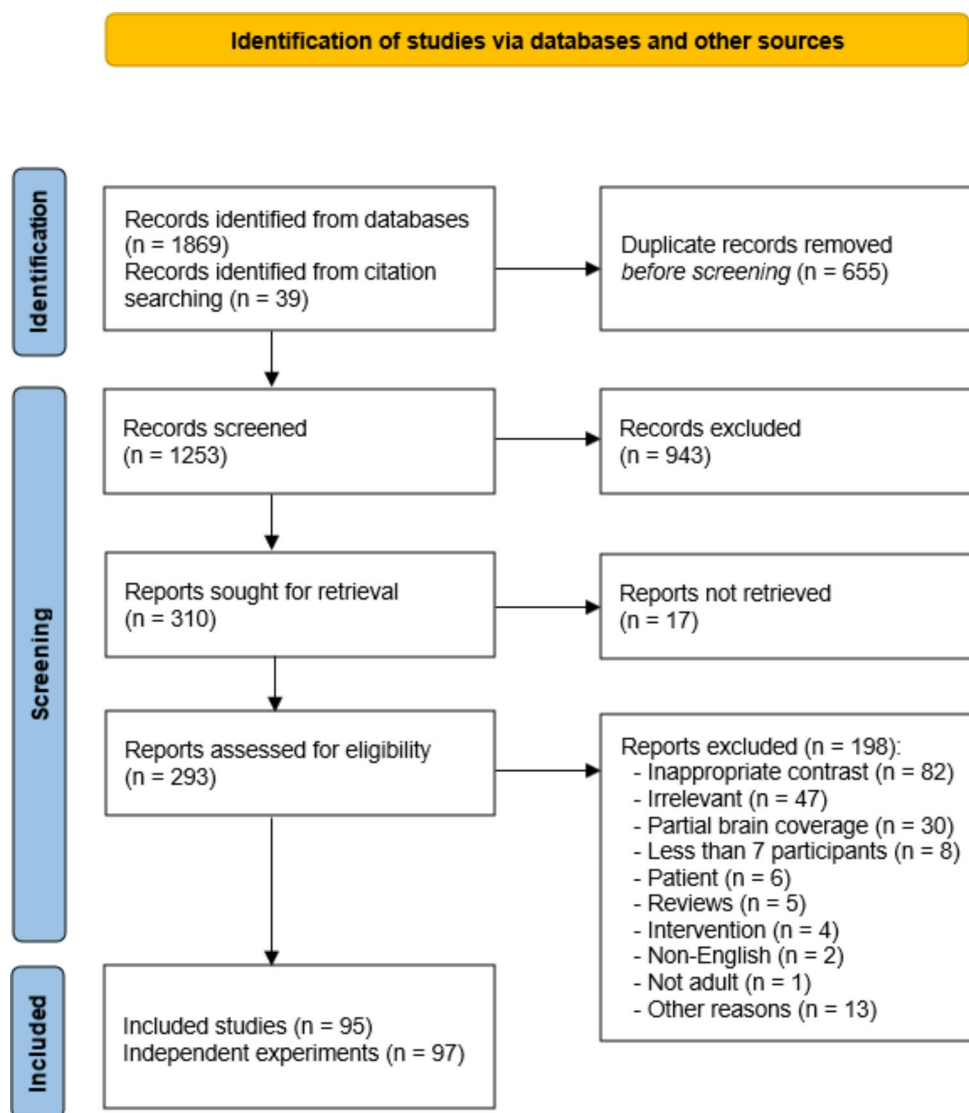 Identification of studies via databases and other sources
Identification
Records identified from databases
(n = 1869)
Records identified from citation
searching (n = 39)
Duplicate records removed
before screening (n = 655)
Screening
Records screened
(n = 1253)
Records excluded
(n = 943)
Reports sought for retrieval
(n = 310)
Reports not retrieved
(n = 17)
Reports assessed for eligibility
(n = 293)
Reports excluded (n = 198):
- Inappropriate contrast (n = 82)
- Irrelevant (n = 47)
- Partial brain coverage (n = 30)
- Less than 7 participants (n = 8)
- Patient (n = 6)
- Reviews (n = 5)
- Intervention (n = 4)
- Non-English (n = 2)
- Not adult (n = 1)
- Other reasons (n = 13)
Included
Included studies (n = 95)
Independent experiments (n = 97)